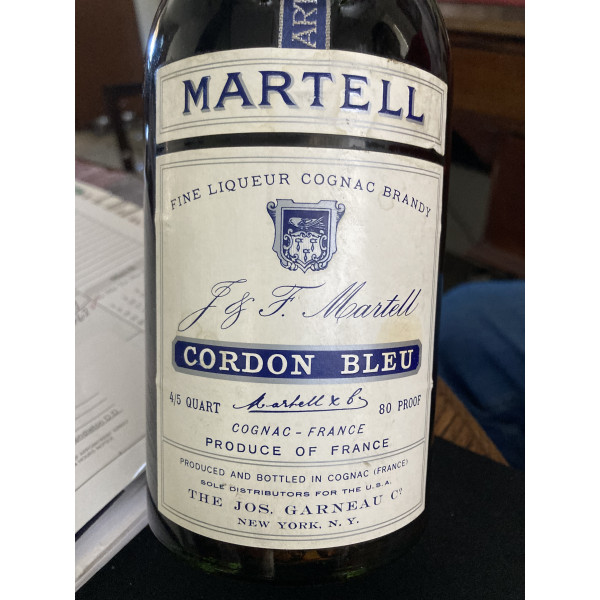 MARTELL
FINE LIQUEUR COGNAC BRANDY
J & F. Martell
CORDON BLEU
4/5 QUART Martell & Co 80 PROOF
COGNAC - FRANCE
PRODUCE OF FRANCE
PRODUCED AND BOTTLED IN COGNAC (FRANCE)
SOLE DISTRIBUTORS FOR THE U.S.A.
THE JOS. GARNEAU Co.
NEW YORK, N. Y.